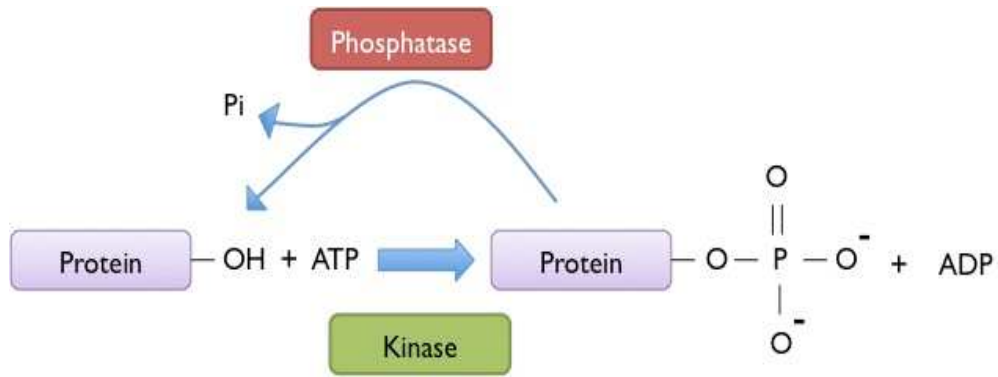 Phosphatase
Pi
O
Protein OH + ATP Protein O P O - + ADP
O -
Kinase